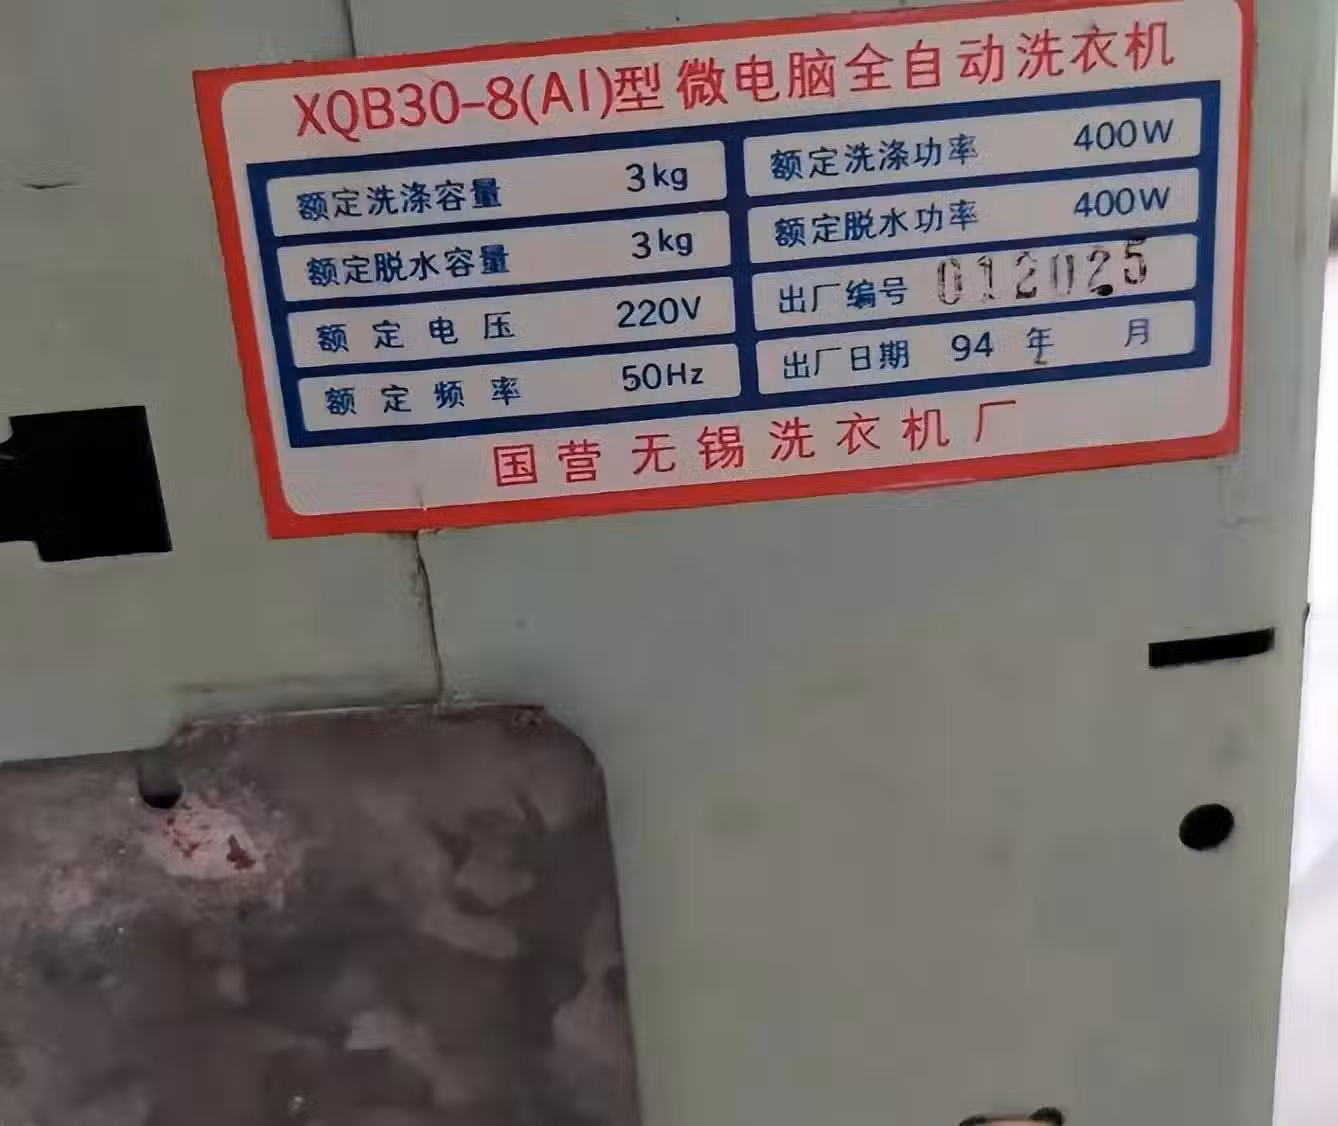 XQB30-8(AI)型 微电脑全自动洗衣机
额定洗涤容量 3kg
额定洗涤功率 400W
额定脱水容量 3kg
额定脱水功率 400W
额定电压 220V
出厂编号 012025
额定频率 50Hz
出厂日期 94 年 月
国营无锡洗衣机厂